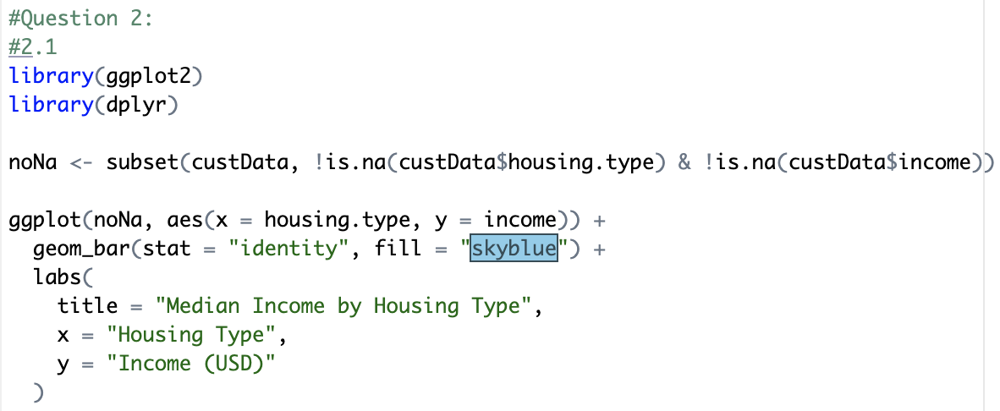 #Question 2:
#2.1
library(ggplot2)
library(dplyr)
noNa <- subset(custData, !is.na(custData$housing.type) & !is.na(custData$income))
ggplot(noNa, aes(x = housing.type, y = income)) +
  geom_bar(stat = "identity", fill = "skyblue") +
  labs(
    title = "Median Income by Housing Type",
    x = "Housing Type",
    y = "Income (USD)"
  )